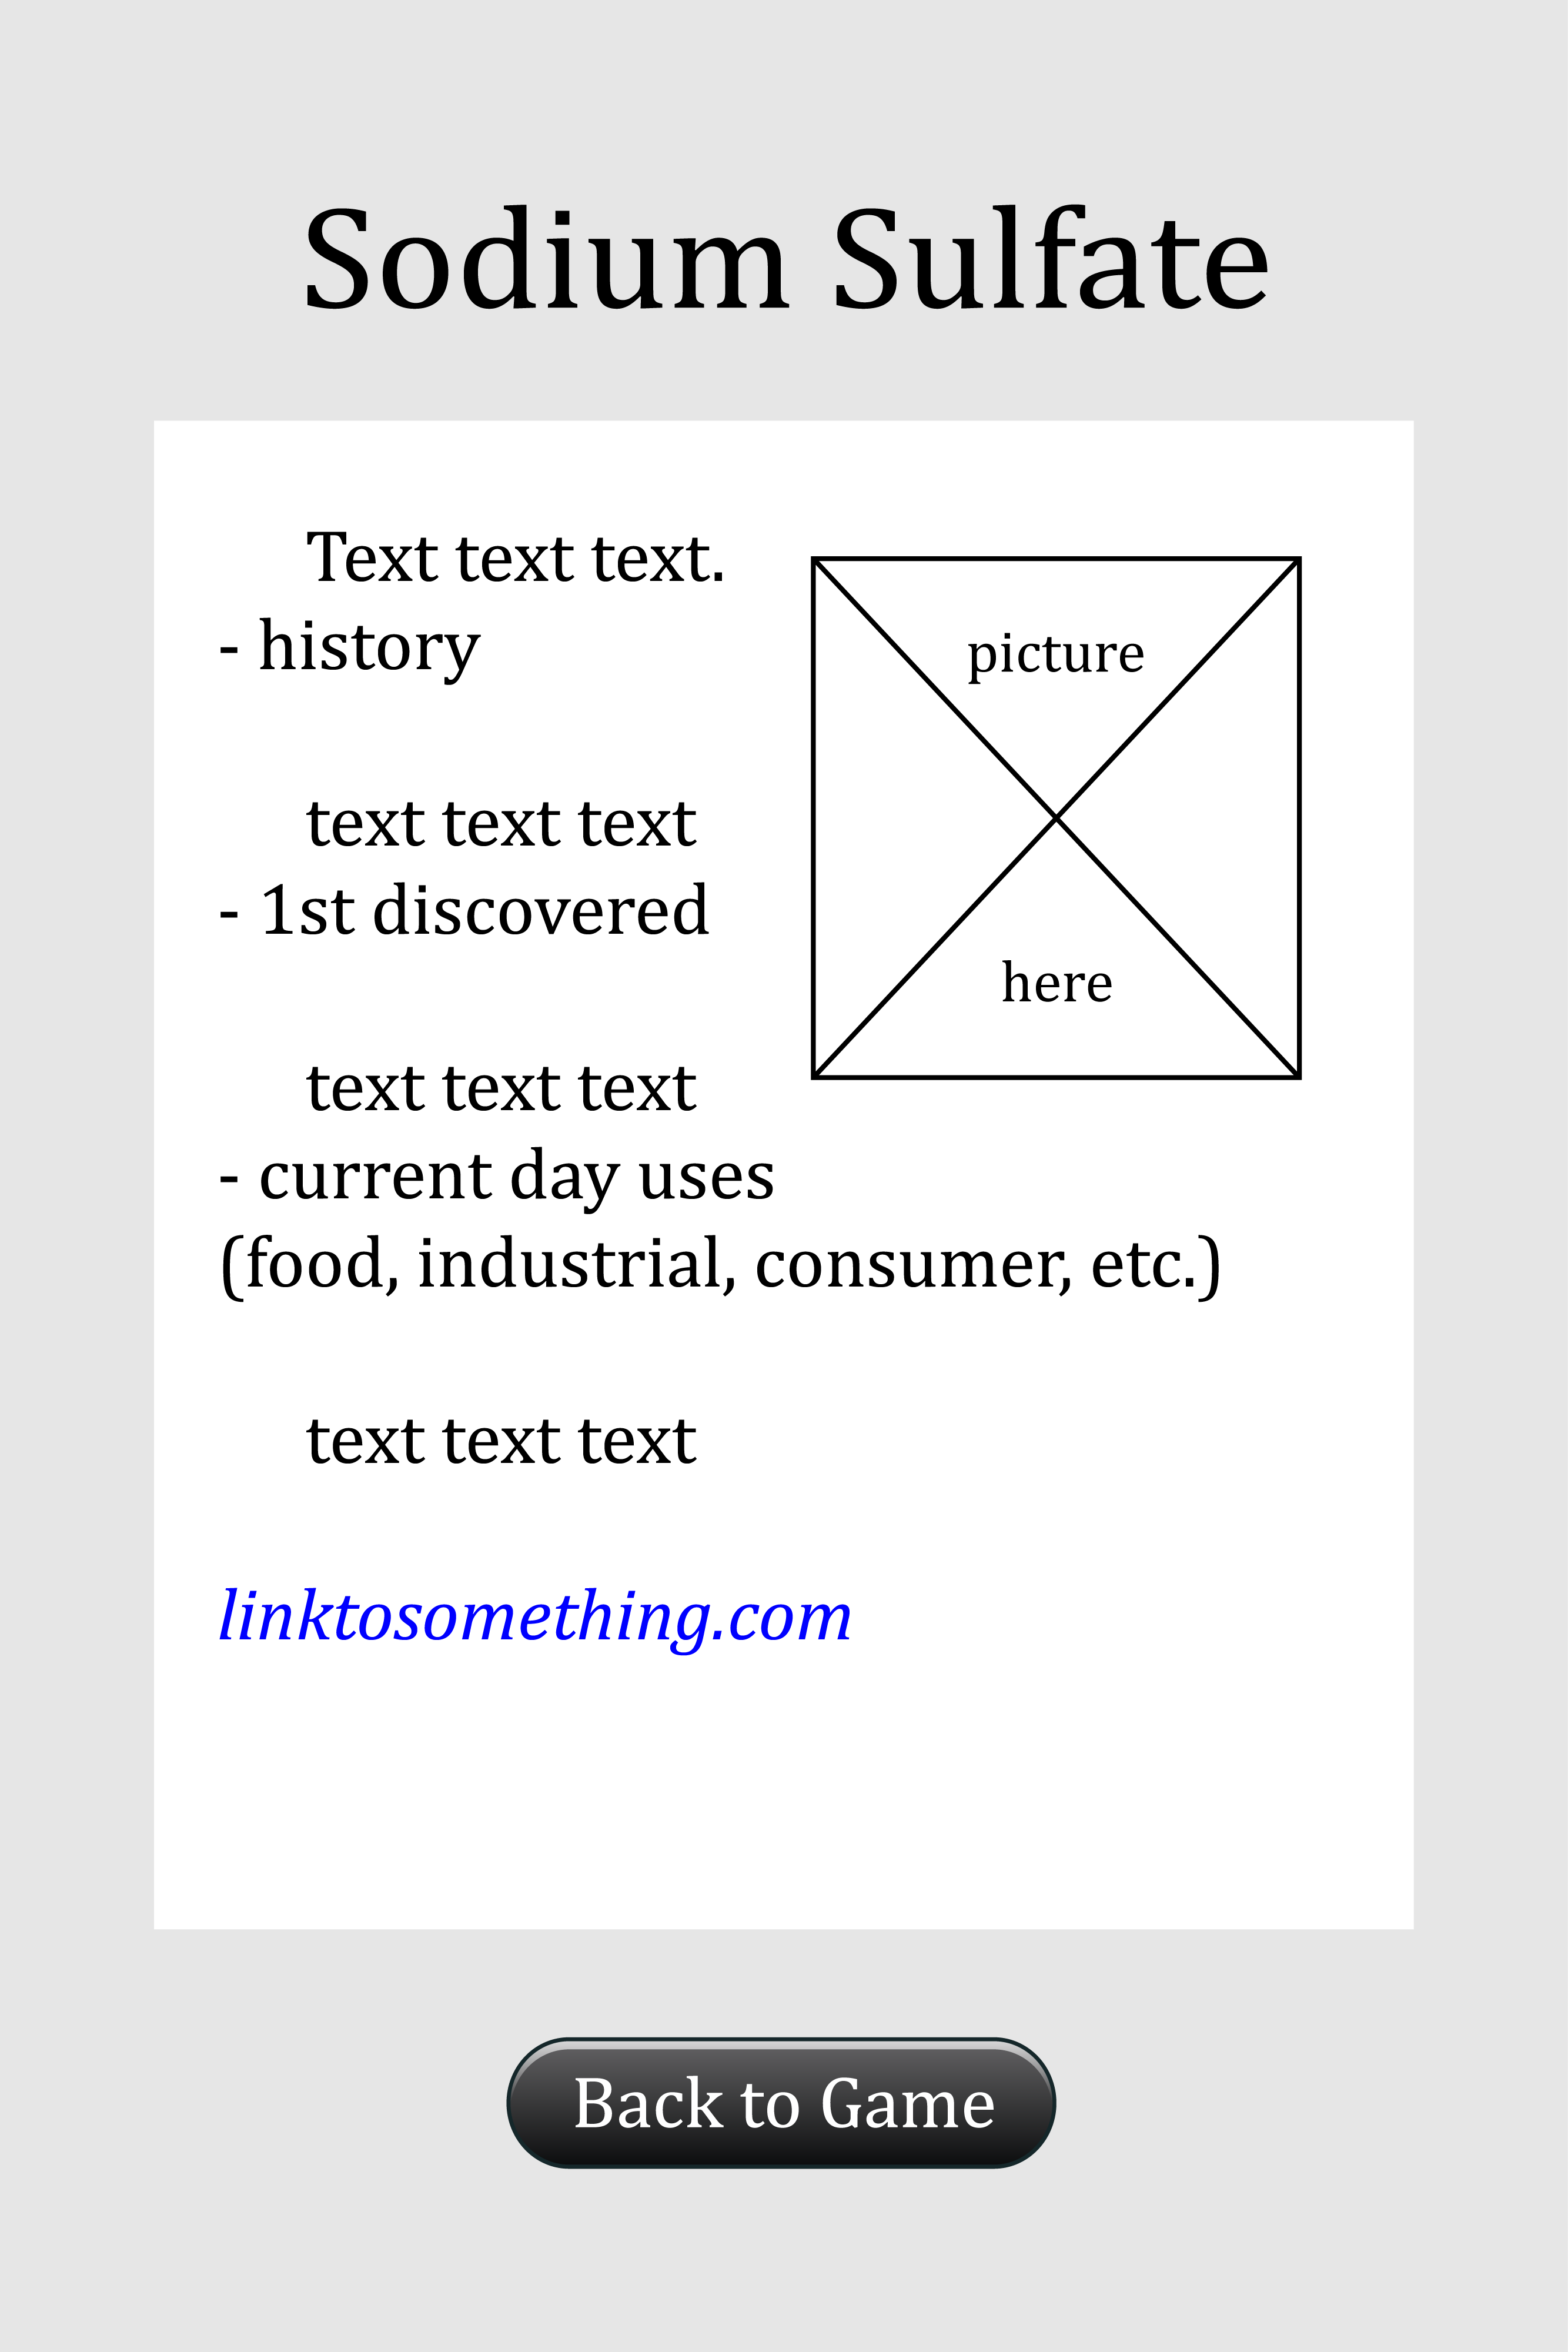 Sodium Sulfate
Text text text.
- history
text text text
- 1st discovered
text text text
- current day uses
(food, industrial, consumer, etc.)
text text text
linktosomething.com
picture
here
Back to Game